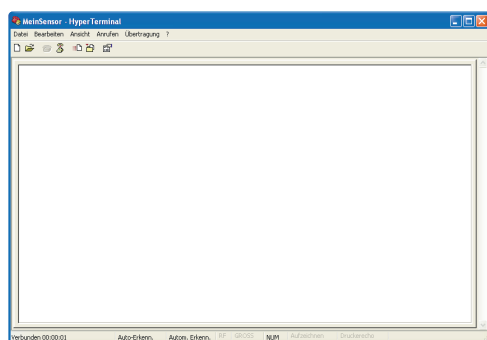 MeinSensor - HyperTerminal
Datei Bearbeiten Ansicht Anrufen Übertragung ?
Verbunden 00:00:01 Auto-Erkenn. Autom. Erkenn. RF GROSS NUM Aufzeichnen Druckerecho